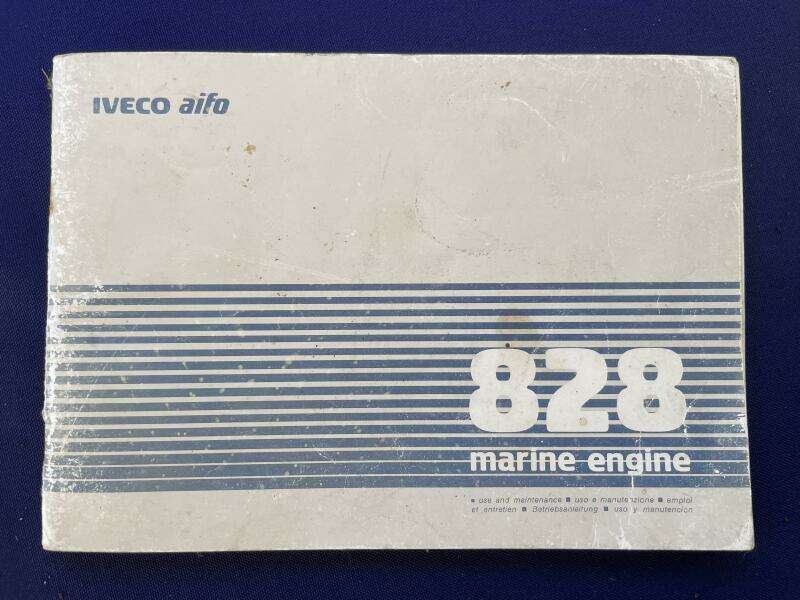 IVECO aifo
828
marine engine
▪ use and maintenance ▪ uso e manutenzione ▪ emploi
et entretien ▪ Betriebsanleitung ▪ uso y manutencion